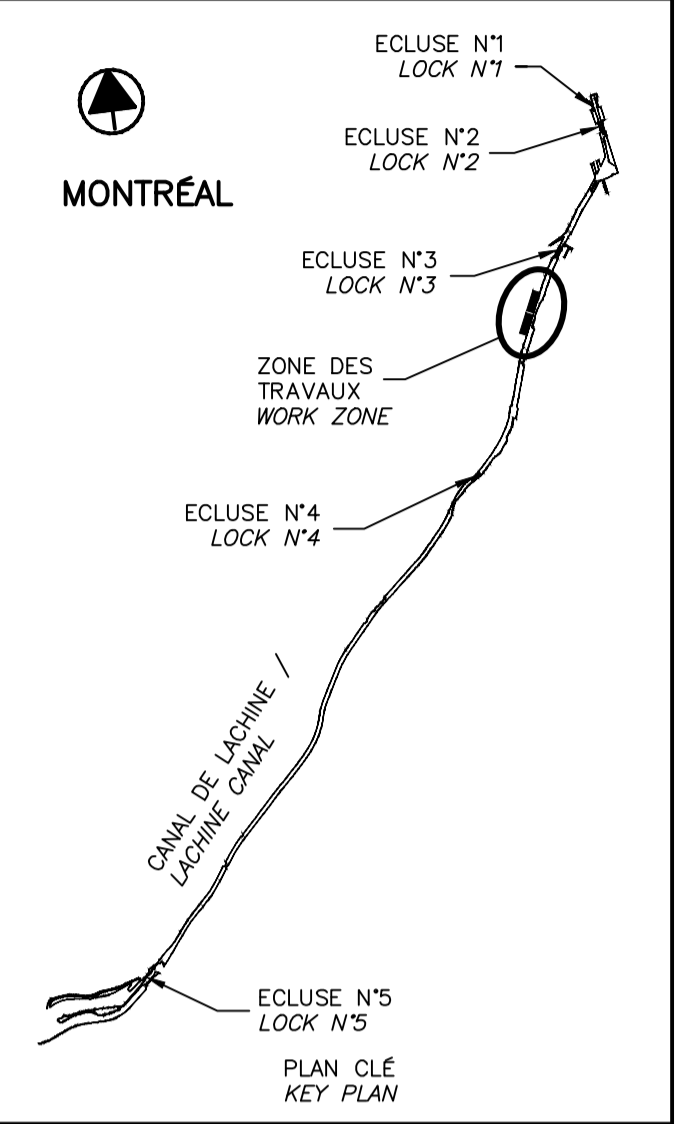 ECLUSE N°1
LOCK N°1
ECLUSE N°2
LOCK N°2
MONTRÉAL
ECLUSE N°3
LOCK N°3
ZONE DES
TRAVAUX
WORK ZONE
ECLUSE N°4
LOCK N°4
CANAL DE LACHINE /
LACHINE CANAL
ECLUSE N°5
LOCK N°5
PLAN CLÉ
KEY PLAN